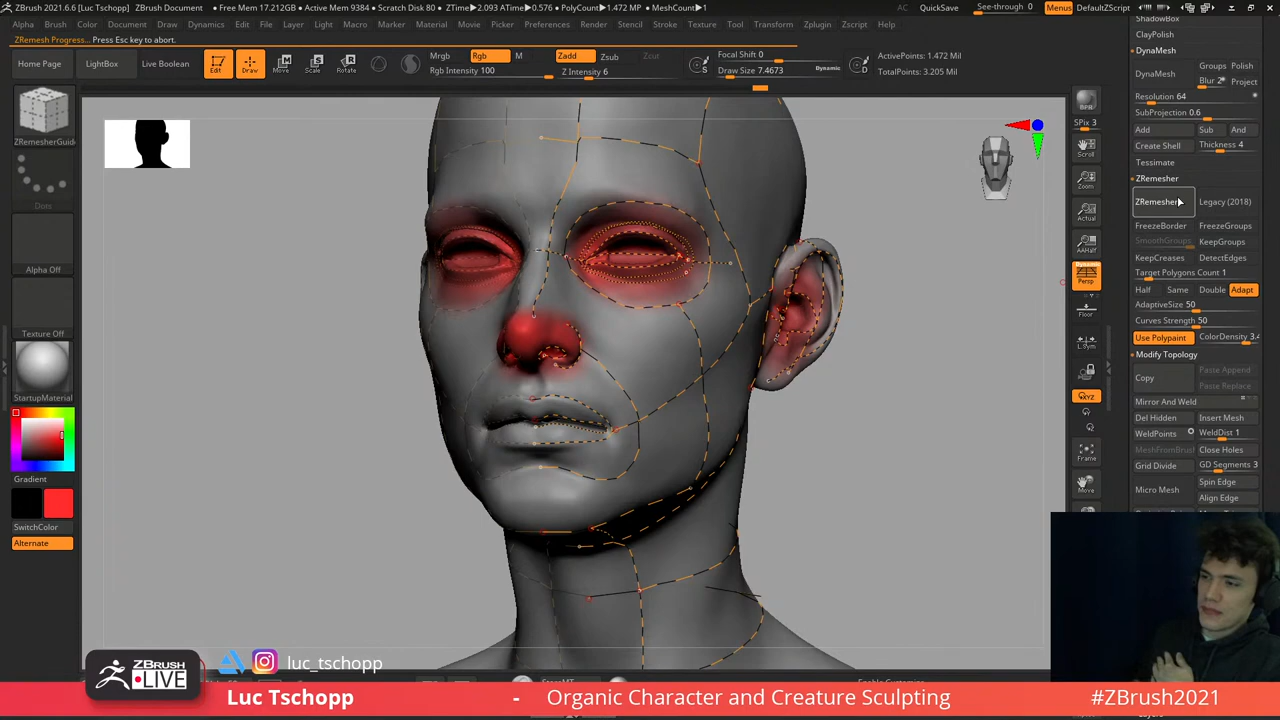 ZBrush 2021.6.6 [Luc Tschopp] ZBrush Document • Free Mem 17.212GB • Active Mem 9384 • Scratch Disk 80 • ZTime▶2.093 ATime▶0.576 • PolyCount▶1.472 MP • MeshCount▶1 AC QuickSave See-through 0 Menus DefaultZScript
Alpha Brush Color Document Draw Dynamics Edit File Layer Light Macro Marker Material Movie Picker Preferences Render Stencil Stroke Texture Tool Transform Zplugin Zscript Help
ZRemesh Progress... Press Esc key to abort.
Home Page LightBox Live Boolean Edit Draw Move Scale Rotate
Mrgb Rgb M
Rgb Intensity 100
Zadd Zsub Zcut
Z Intensity 6
S
Focal Shift 0
Draw Size 7.4673 Dynamic
D
ActivePoints: 1.472 Mil
TotalPoints: 3.205 Mil
ZRemesherGuid
Dots
Alpha Off
Texture Off
StartupMaterial
Gradient
SwitchColor
Alternate
BPR
SPix 3
Scroll
Zoom
Actual
AAHalf
Dynamic
Persp
Floor
L.Sym
XYZ
Frame
Move
ShadowBox
ClayPolish
DynaMesh
DynaMesh Groups Polish
Blur 2 Project
Resolution 64
SubProjection 0.6
Add Sub And
Create Shell Thickness 4
Tessimate
ZRemesher
ZRemesher Legacy (2018)
FreezeBorder FreezeGroups
SmoothGroups KeepGroups
KeepCreases DetectEdges
Target Polygons Count 1
Half Same Double Adapt
AdaptiveSize 50
Curves Strength 50
Use Polypaint ColorDensity 3.4
Modify Topology
Copy Paste Append
Paste Replace
Mirror And Weld
Del Hidden Insert Mesh
WeldPoints WeldDist 1
MeshFromBrush Close Holes
Grid Divide GD Segments 3
Micro Mesh Spin Edge
Align Edge
ZBRUSH
LIVE
luc_tschopp
Luc Tschopp - Organic Character and Creature Sculpting #ZBrush2021